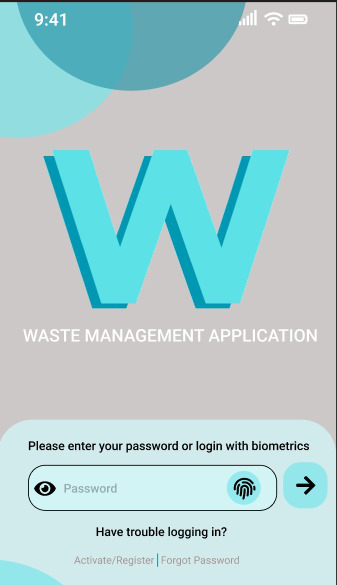 9:41
W
WASTE MANAGEMENT APPLICATION
Please enter your password or login with biometrics
Password
Have trouble logging in?
Activate/Register | Forgot Password